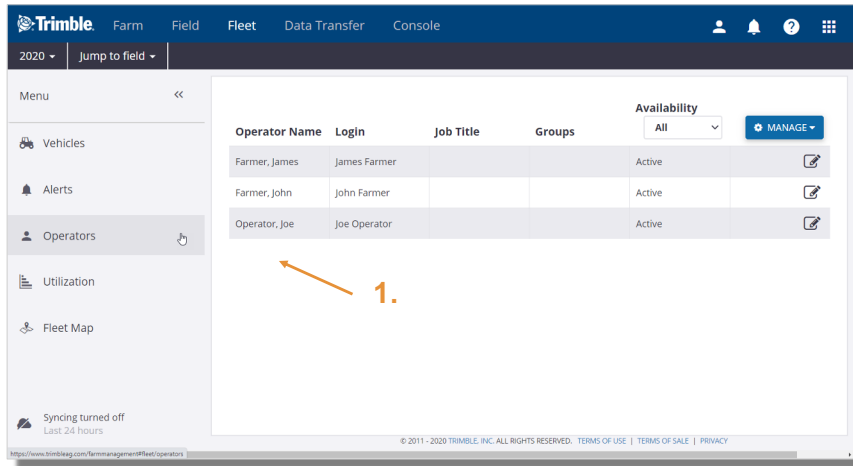 Trimble. Farm Field Fleet Data Transfer Console
2020 Jump to field
Menu
Vehicles
Alerts
Operators
Utilization
Fleet Map
Syncing turned off
Last 24 hours
Availability
Operator Name Login Job Title Groups All MANAGE
Farmer, James James Farmer Active
Farmer, John John Farmer Active
Operator, Joe Joe Operator Active
1.
© 2011 - 2020 TRIMBLE, INC. ALL RIGHTS RESERVED. TERMS OF USE | TERMS OF SALE | PRIVACY
https://www.trimbleag.com/farmmanagement#fleet/operators